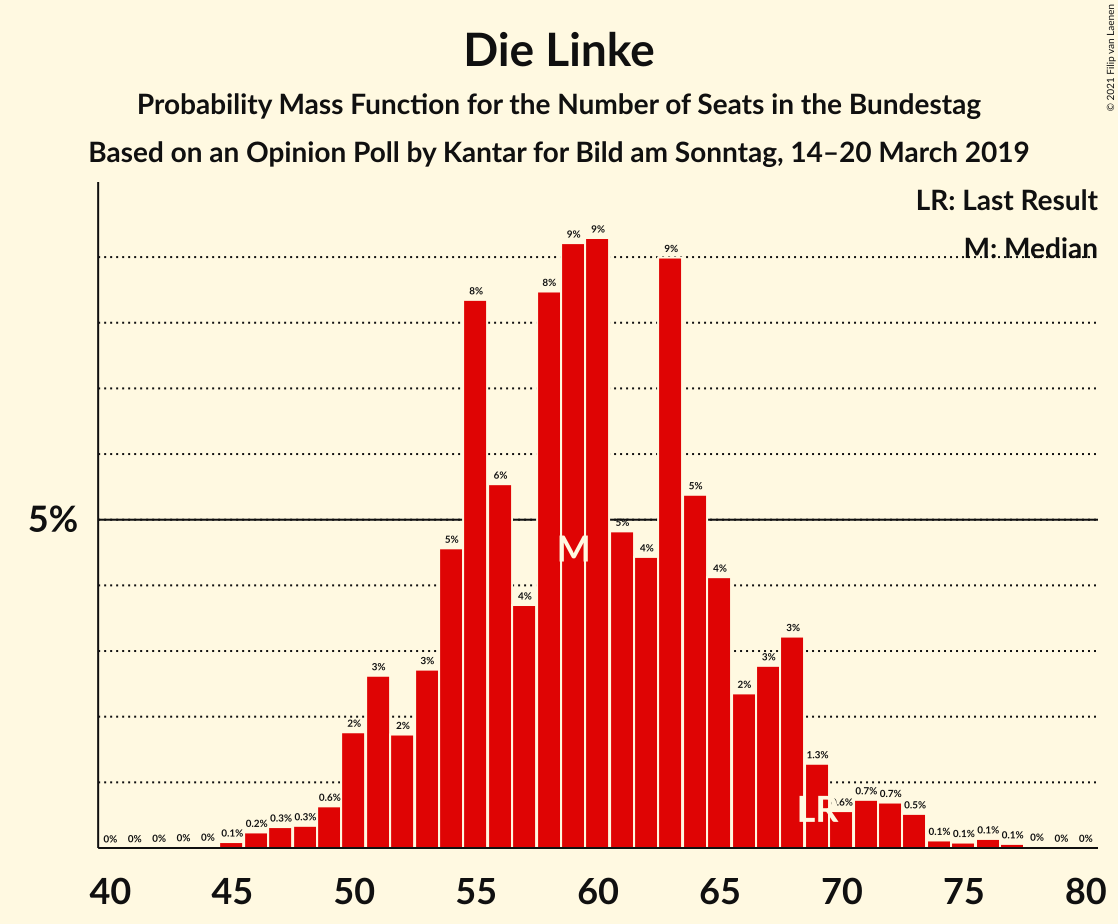 © 2021 Filip van Laenen
Die Linke
Probability Mass Function for the Number of Seats in the Bundestag
Based on an Opinion Poll by Kantar for Bild am Sonntag, 14–20 March 2019
LR: Last Result
M: Median
5%
0% 0% 0% 0% 0% 0.1% 0.2% 0.3% 0.3% 0.6% 2% 3% 2% 3% 5% 8% 6% 4% 8% 9% 9% 5% 4% 9% 5% 4% 2% 3% 3% 1.3% 0.6% 0.7% 0.7% 0.5% 0.1% 0.1% 0.1% 0.1% 0% 0% 0%
M
LR
40 45 50 55 60 65 70 75 80